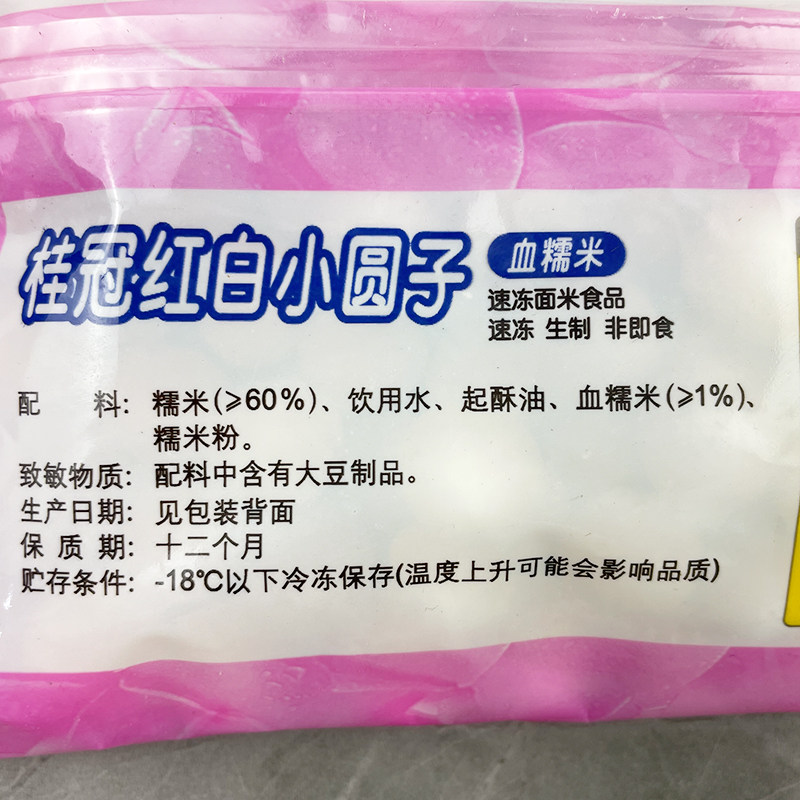 桂冠红白小圆子 血糯米
速冻面米食品
速冻 生制 非即食
配 料: 糯米(≥60%)、饮用水、起酥油、血糯米(≥1%)、
糯米粉。
致敏物质: 配料中含有大豆制品。
生产日期: 见包装背面
保 质 期: 十二个月
贮存条件: -18℃以下冷冻保存(温度上升可能会影响品质)